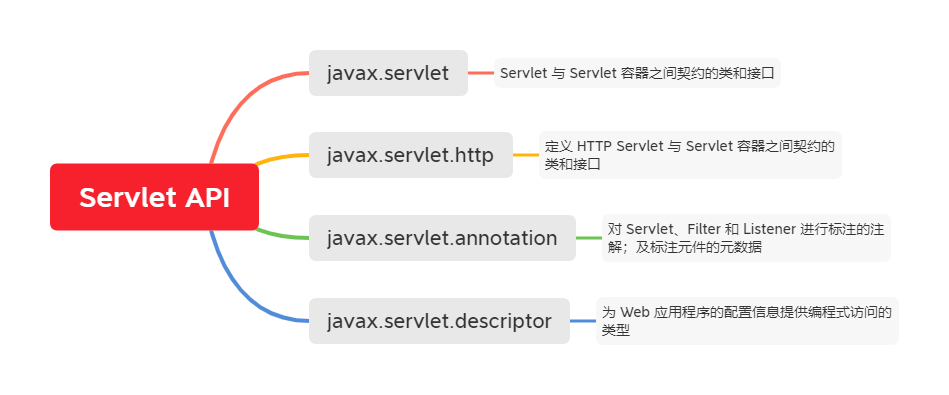 Servlet API
javax.servlet
Servlet 与 Servlet 容器之间契约的类和接口
javax.servlet.http
定义 HTTP Servlet 与 Servlet 容器之间契约的
类和接口
javax.servlet.annotation
对 Servlet、Filter 和 Listener 进行标注的注
解；及标注元件的元数据
javax.servlet.descriptor
为 Web 应用程序的配置信息提供编程式访问的
类型